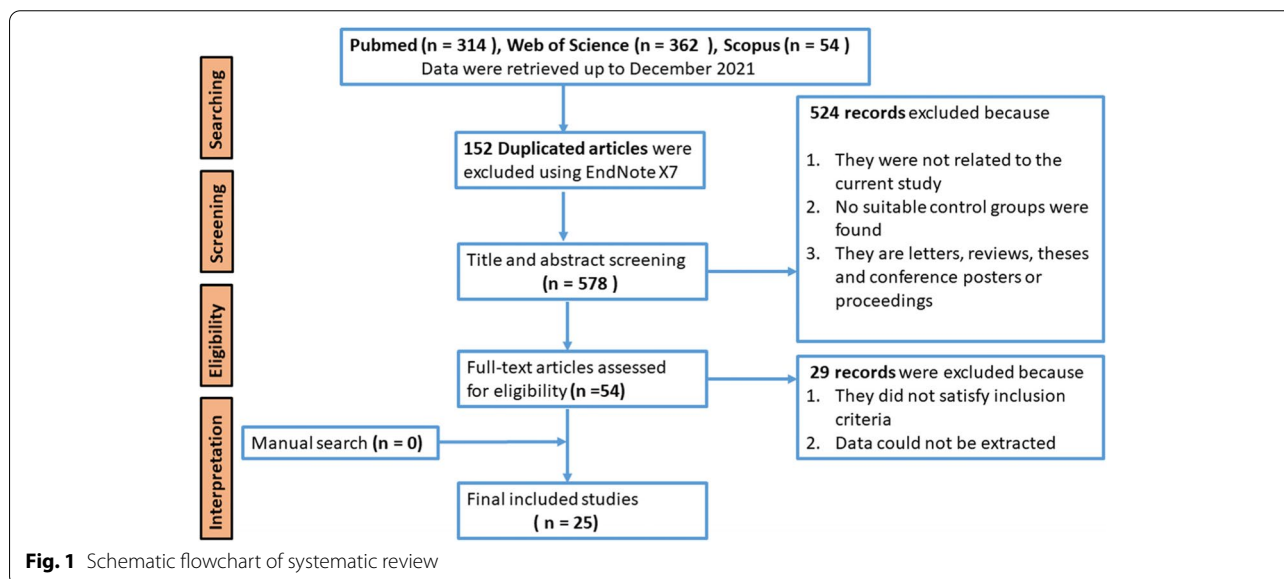 Pubmed (n = 314 ), Web of Science (n = 362 ), Scopus (n = 54 )
Data were retrieved up to December 2021
Searching
152 Duplicated articles were
excluded using EndNote X7
524 records excluded because
1. They were not related to the
current study
2. No suitable control groups were
found
3. They are letters, reviews, theses
and conference posters or
proceedings
Screening
Title and abstract screening
(n = 578 )
Eligibility
Full-text articles assessed
for eligibility (n =54)
29 records were excluded because
1. They did not satisfy inclusion
criteria
2. Data could not be extracted
Interpretation
Manual search (n = 0)
Final included studies
( n = 25)
Fig. 1 Schematic flowchart of systematic review